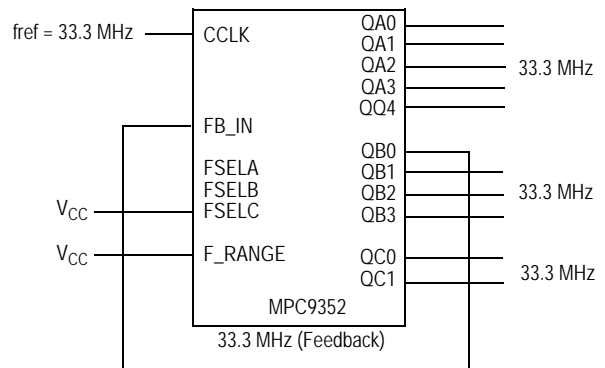 fref = 33.3 MHz
CCLK
FB_IN
FSELA
FSELB
VCC
FSELC
VCC
F_RANGE
QA0
QA1
QA2
33.3 MHz
QA3
QQ4
QB0
QB1
QB2
33.3 MHz
QB3
QC0
33.3 MHz
QC1
MPC9352
33.3 MHz (Feedback)